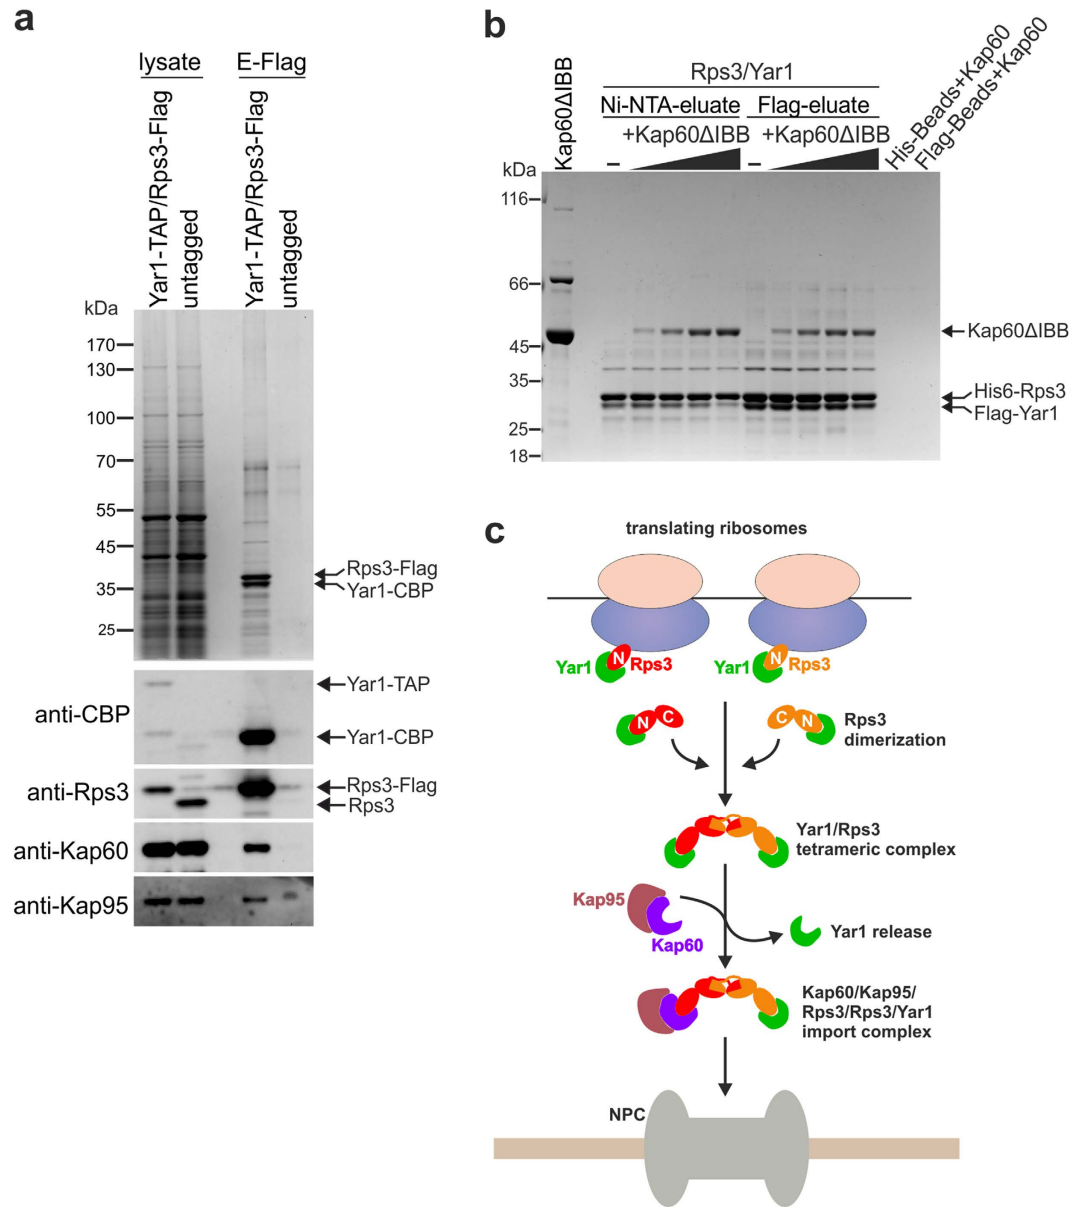 a
lysate
E-Flag
Yar1-TAP/Rps3-Flag
untagged
Yar1-TAP/Rps3-Flag
untagged
kDa
170
130
100
70
55
45
35
25
Rps3-Flag
Yar1-CBP
anti-CBP
Yar1-TAP
Yar1-CBP
anti-Rps3
Rps3-Flag
Rps3
anti-Kap60
anti-Kap95
b
Kap60ΔIBB
Rps3/Yar1
Ni-NTA-eluate
Flag-eluate
+Kap60ΔIBB
+Kap60ΔIBB
– –
His-Beads+Kap60
Flag-Beads+Kap60
kDa
116
66
45
35
25
18
Kap60ΔIBB
His6-Rps3
Flag-Yar1
c
translating ribosomes
Yar1 N Rps3
Yar1 N Rps3
N C
C N
Rps3
dimerization
Yar1/Rps3
tetrameric complex
Kap95
Kap60
Yar1 release
Kap60/Kap95/
Rps3/Rps3/Yar1
import complex
NPC